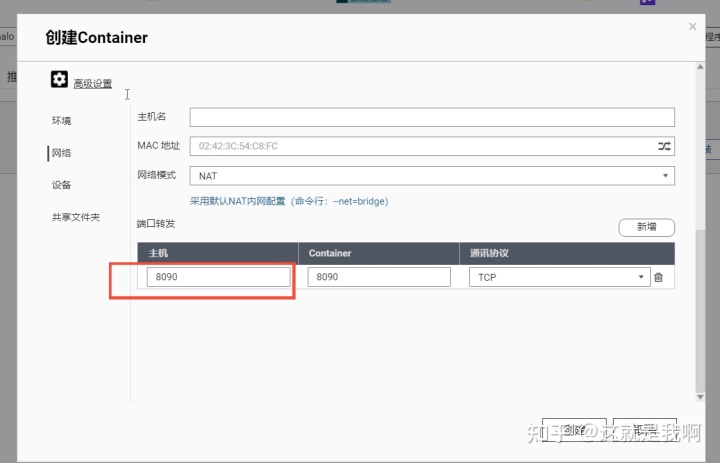 创建Container
×
alo
程序
推
高级设置
环境
网络
设备
共享文件夹
主机名
MAC 地址
02:42:3C:54:C8:FC
网络模式
NAT
采用默认NAT内网配置（命令行：--net=bridge）
端口转发
新增
主机 Container 通讯协议
8090 8090 TCP
创建
知乎 @这就是我啊